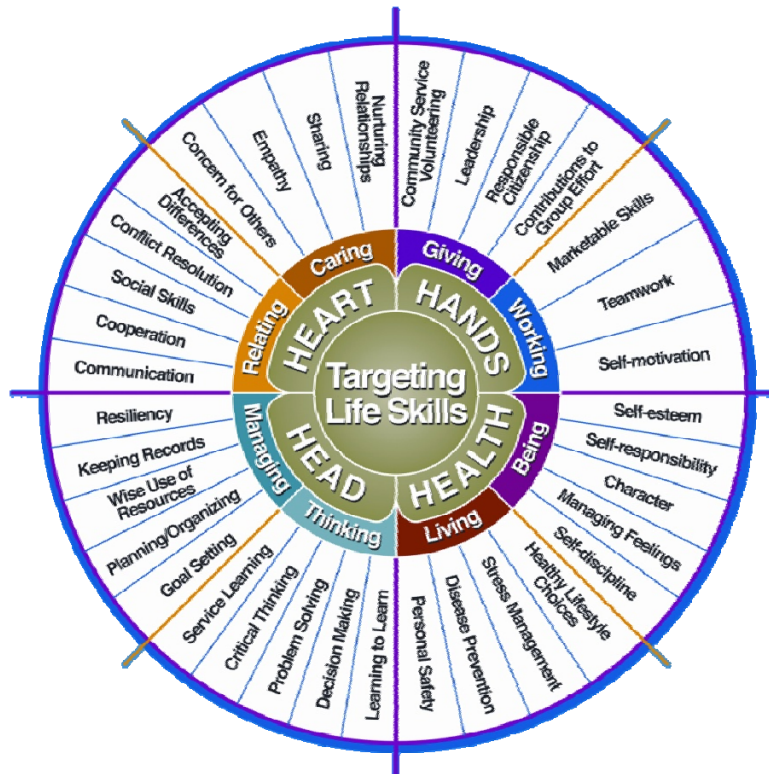 Targeting
Life Skills
HEART
HANDS
HEALTH
HEAD
Caring
Giving
Working
Being
Living
Thinking
Managing
Relating
Nurturing
Relationships
Sharing
Empathy
Concern for Others
Accepting
Differences
Conflict Resolution
Social Skills
Cooperation
Communication
Community Service
Volunteering
Leadership
Responsible
Citizenship
Contributions to
Group Effort
Marketable Skills
Teamwork
Self-motivation
Self-esteem
Self-responsibility
Character
Managing Feelings
Self-discipline
Healthy Lifestyle
Choices
Stress Management
Disease Prevention
Personal Safety
Learning to Learn
Decision Making
Problem Solving
Critical Thinking
Service Learning
Goal Setting
Planning/Organizing
Wise Use of
Resources
Keeping Records
Resiliency